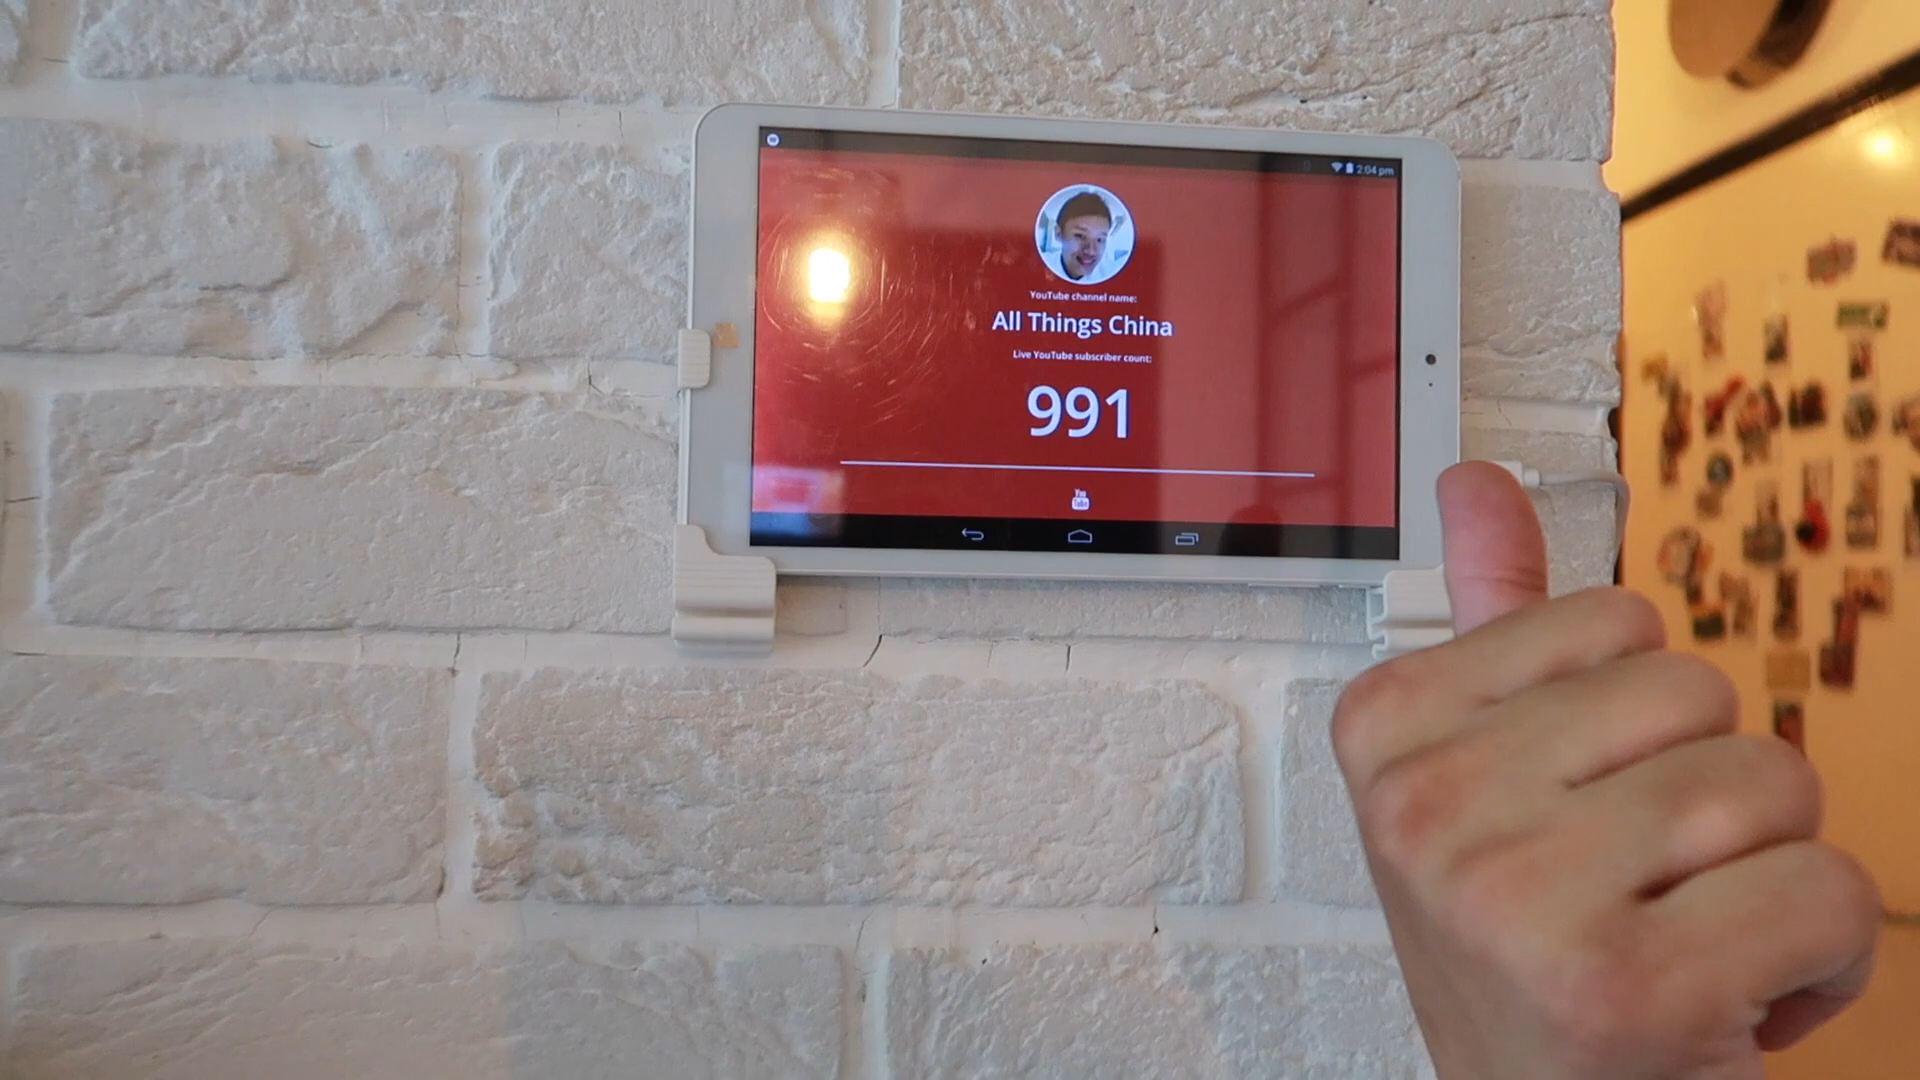 2:04 pm
YouTube channel name:
All Things China
Live YouTube subscriber count:
991
You
Tube